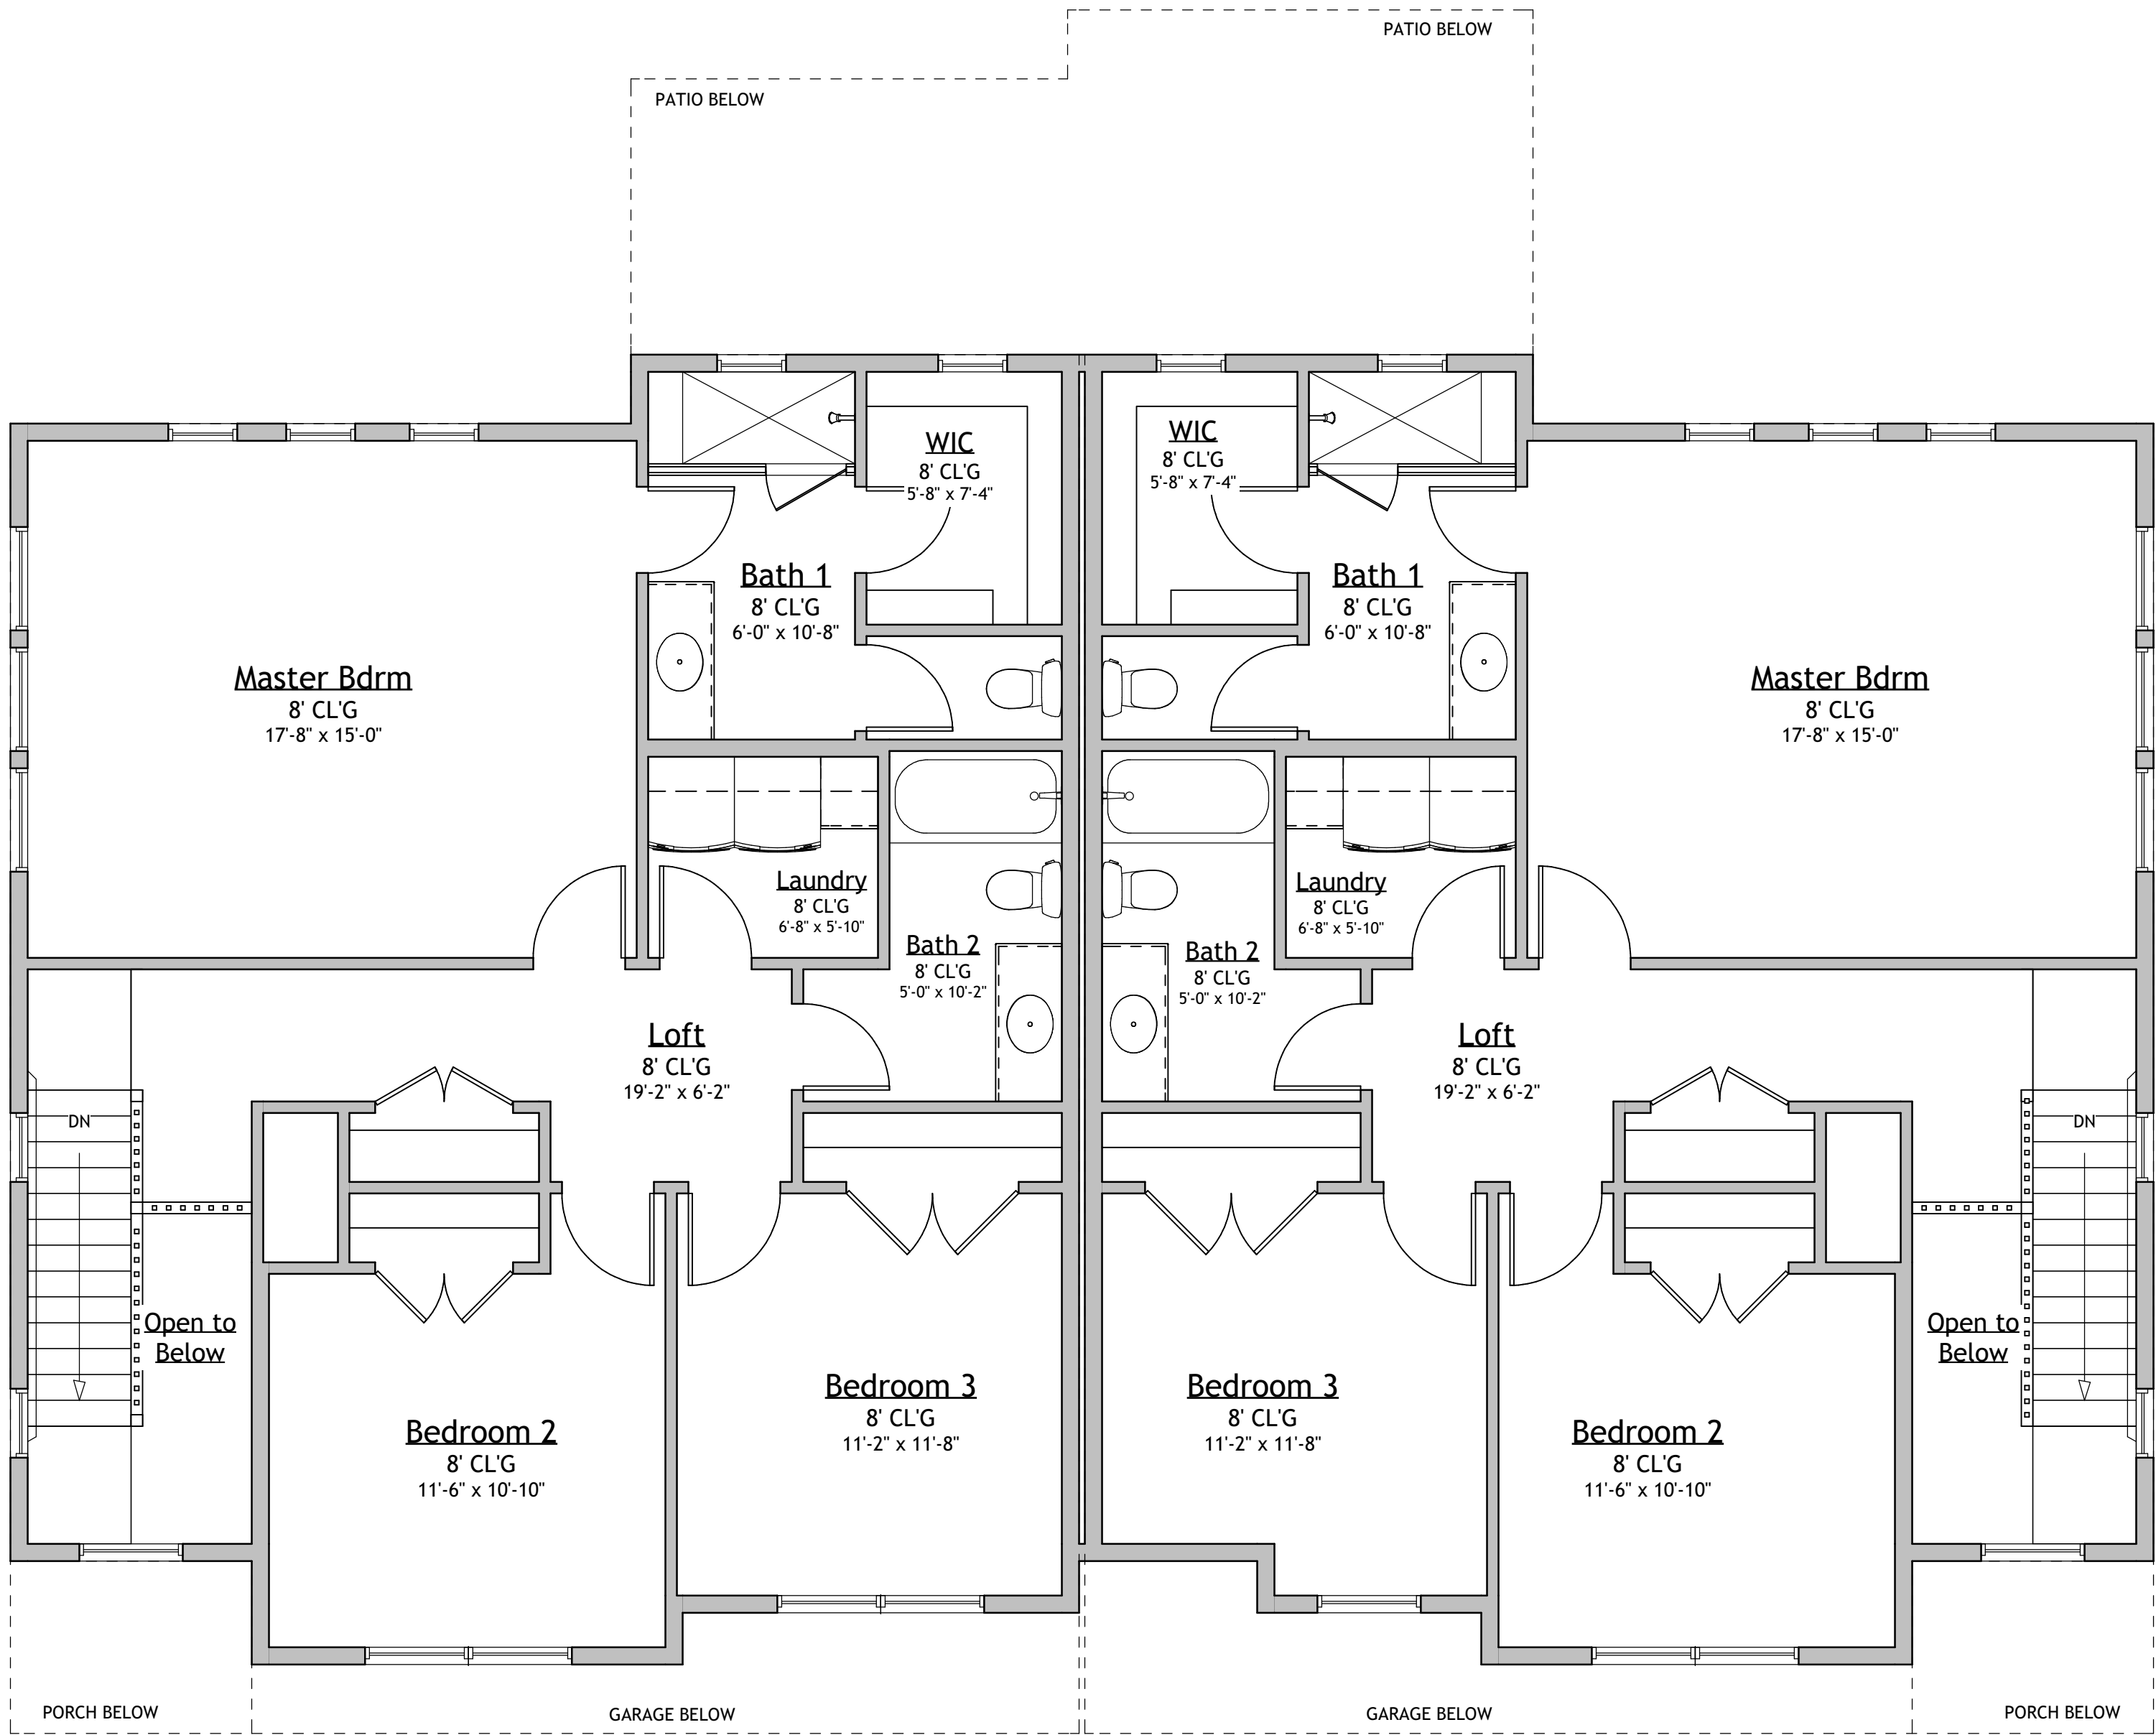 PATIO BELOW
PATIO BELOW
WIC
8' CL'G
5'-8" x 7'-4"
WIC
8' CL'G
5'-8" x 7'-4"
Bath 1
8' CL'G
6'-0" x 10'-8"
Bath 1
8' CL'G
6'-0" x 10'-8"
Master Bdrm
8' CL'G
17'-8" x 15'-0"
Master Bdrm
8' CL'G
17'-8" x 15'-0"
Laundry
8' CL'G
6'-8" x 5'-10"
Laundry
8' CL'G
6'-8" x 5'-10"
Bath 2
8' CL'G
5'-0" x 10'-2"
Bath 2
8' CL'G
5'-0" x 10'-2"
Loft
8' CL'G
19'-2" x 6'-2"
Loft
8' CL'G
19'-2" x 6'-2"
DN
DN
Open to
Below
Open to
Below
Bedroom 3
8' CL'G
11'-2" x 11'-8"
Bedroom 3
8' CL'G
11'-2" x 11'-8"
Bedroom 2
8' CL'G
11'-6" x 10'-10"
Bedroom 2
8' CL'G
11'-6" x 10'-10"
PORCH BELOW
GARAGE BELOW
GARAGE BELOW
PORCH BELOW